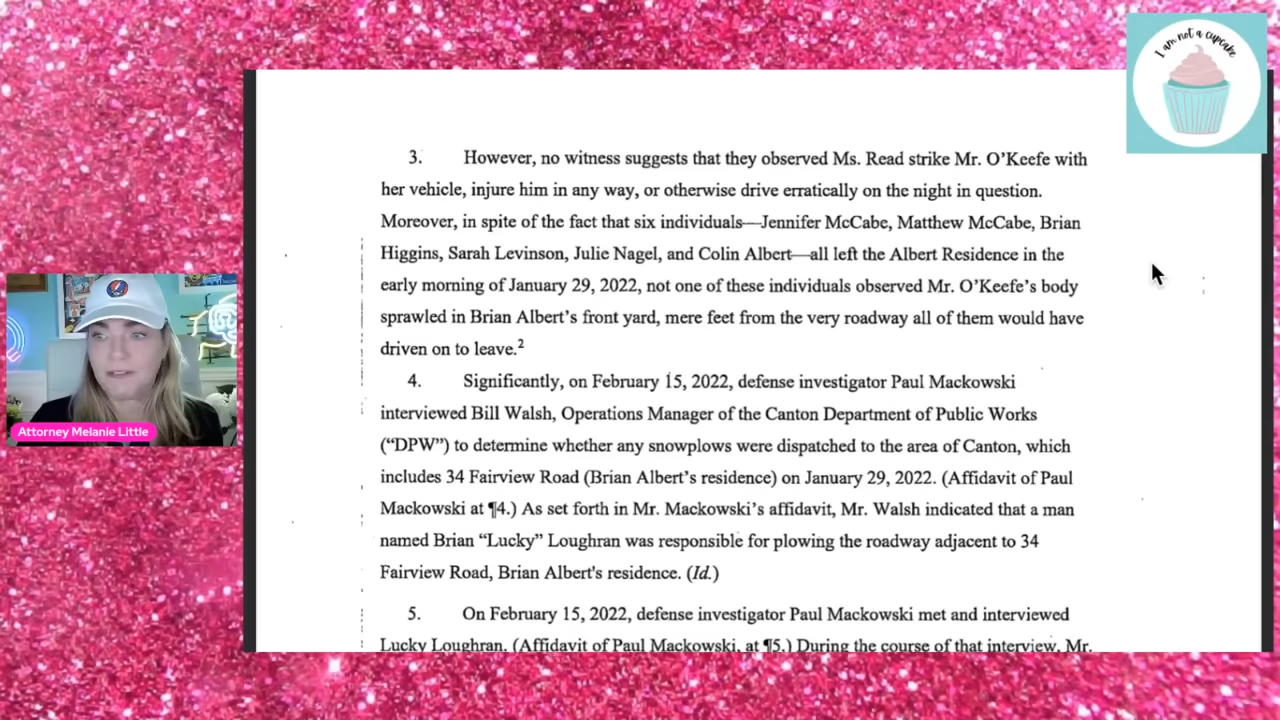 I am not a cupcake
3. However, no witness suggests that they observed Ms. Read strike Mr. O’Keefe with
her vehicle, injure him in any way, or otherwise drive erratically on the night in question.
Moreover, in spite of the fact that six individuals—Jennifer McCabe, Matthew McCabe, Brian
Higgins, Sarah Levinson, Julie Nagel, and Colin Albert—all left the Albert Residence in the
early morning of January 29, 2022, not one of these individuals observed Mr. O’Keefe’s body
sprawled in Brian Albert’s front yard, mere feet from the very roadway all of them would have
driven on to leave.2
4. Significantly, on February 15, 2022, defense investigator Paul Mackowski
interviewed Bill Walsh, Operations Manager of the Canton Department of Public Works
(“DPW”) to determine whether any snowplows were dispatched to the area of Canton, which
includes 34 Fairview Road (Brian Albert’s residence) on January 29, 2022. (Affidavit of Paul
Mackowski at ¶4.) As set forth in Mr. Mackowski’s affidavit, Mr. Walsh indicated that a man
named Brian “Lucky” Loughran was responsible for plowing the roadway adjacent to 34
Fairview Road, Brian Albert's residence. (Id.)
5. On February 15, 2022, defense investigator Paul Mackowski met and interviewed
Lucky Loughran. (Affidavit of Paul Mackowski, at ¶5.) During the course of that interview, Mr.
Attorney Melanie Little